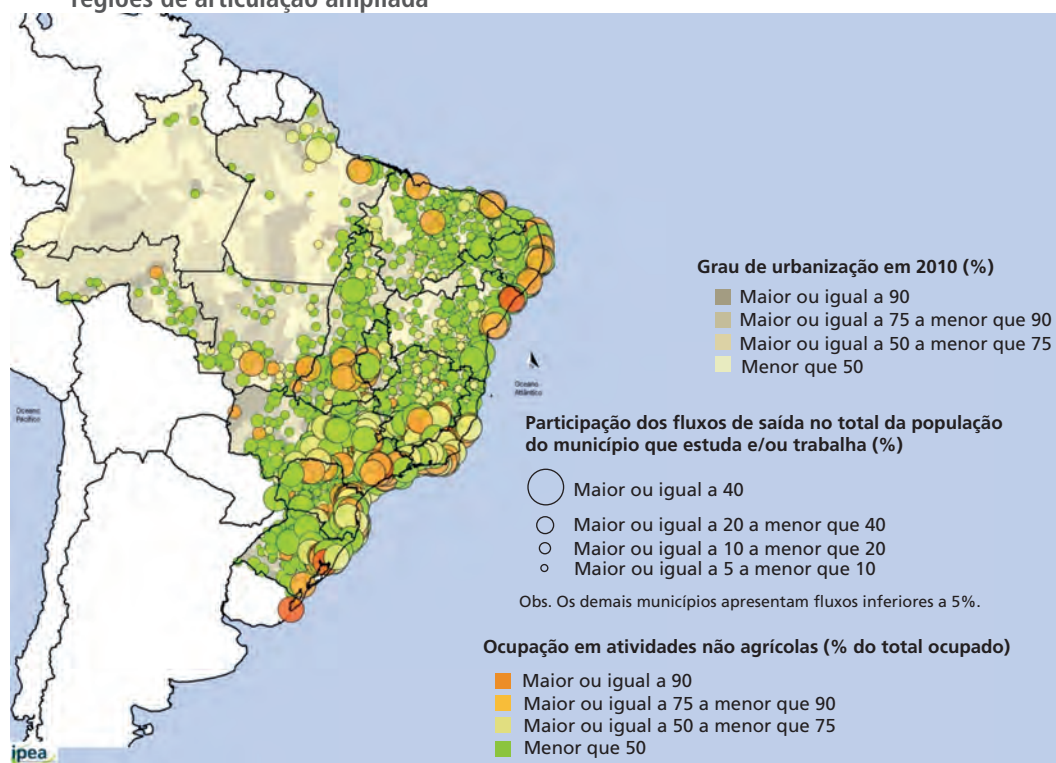 regiões de articulação ampliada
Grau de urbanização em 2010 (%)
Maior ou igual a 90
Maior ou igual a 75 a menor que 90
Maior ou igual a 50 a menor que 75
Menor que 50
Oceano
Atlântico
Oceano
Pacífico
Participação dos fluxos de saída no total da população
do município que estuda e/ou trabalha (%)
Maior ou igual a 40
Maior ou igual a 20 a menor que 40
Maior ou igual a 10 a menor que 20
Maior ou igual a 5 a menor que 10
Obs. Os demais municípios apresentam fluxos inferiores a 5%.
Ocupação em atividades não agrícolas (% do total ocupado)
Maior ou igual a 90
Maior ou igual a 75 a menor que 90
Maior ou igual a 50 a menor que 75
Menor que 50
ipea